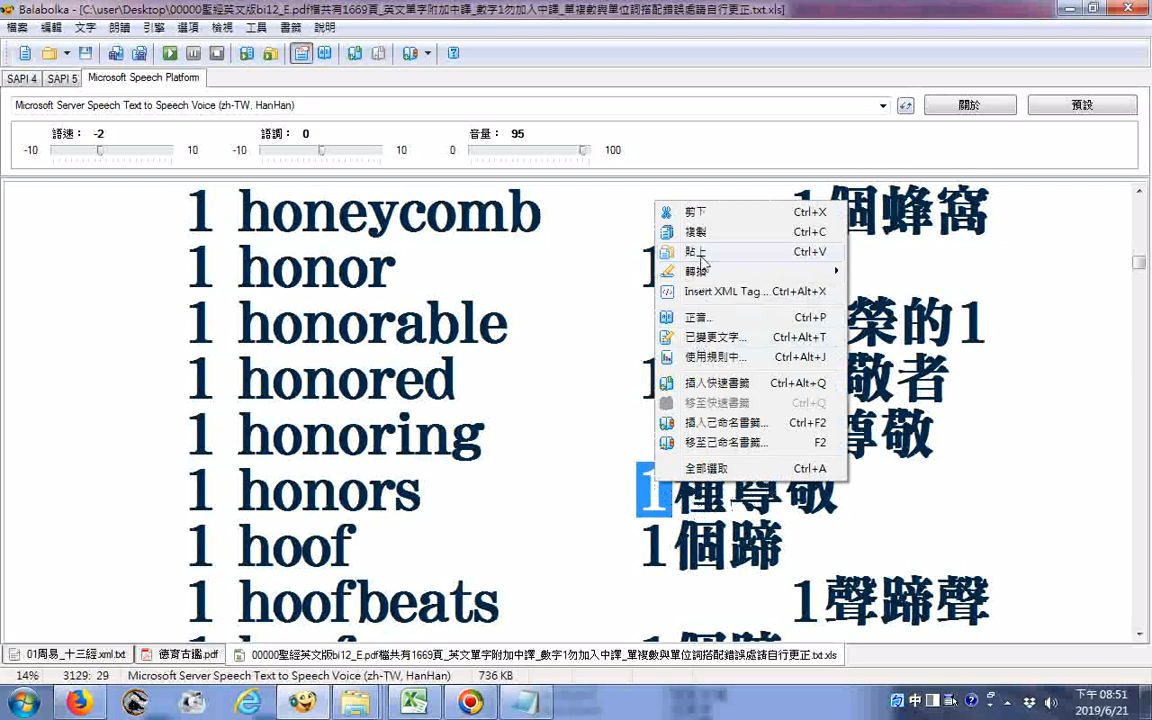 Balabolka - [C:\user\Desktop\00000聖經英文版bi12_E.pdf檔共有1669頁_英文單字附加中譯_數字1勿加入中譯_單複數與單位詞搭配錯誤處請自行更正.txt.xls]
檔案 編輯 文字 朗讀 引擎 選項 檢視 工具 書籤 說明
SAPI 4 SAPI 5 Microsoft Speech Platform
Microsoft Server Speech Text to Speech Voice (zh-TW, HanHan) 關於 預設
語速： -2 語調： 0 音量： 95
-10 10 -10 10 0 100
1 honeycomb 1個蜂窩
1 honor 1
1 honorable 榮的1
1 honored 1 敬者
1 honoring 尊敬
1 honors 1種尊敬
1 hoof 1個蹄
1 hoofbeats 1聲蹄聲
剪下 Ctrl+X
複製 Ctrl+C
貼上 Ctrl+V
轉換
Insert XML Tag... Ctrl+Alt+X
正音... Ctrl+P
已變更文字... Ctrl+Alt+T
使用規則中... Ctrl+Alt+J
插入快速書籤 Ctrl+Alt+Q
移至快速書籤 Ctrl+Q
插入已命名書籤... Ctrl+F2
移至已命名書籤... F2
全部選取 Ctrl+A
01周易_十三經.xml.txt 德育古鑑.pdf 00000聖經英文版bi12_E.pdf檔共有1669頁_英文單字附加中譯_數字1勿加入中譯_單複數與單位詞搭配錯誤處請自行更正.txt.xls
14% 3129: 29 Microsoft Server Speech Text to Speech Voice (zh-TW, HanHan) 736 KB
中 下午 08:51
2019/6/21